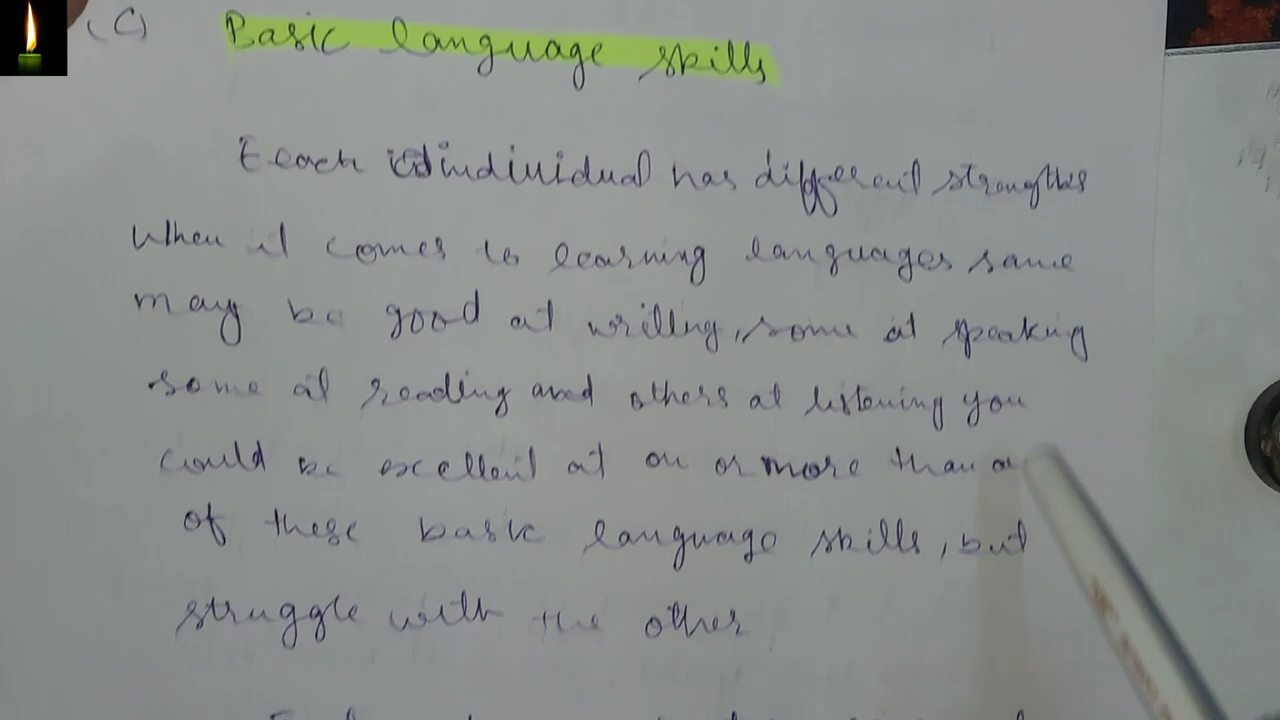 (C) Basic language skills
Each individual has different strengths
When it comes to learning languages some
may be good at writing, some at speaking
some at reading and others at listening you
could be excellent at on or more than on
of these basic language skills, but
struggle with the other